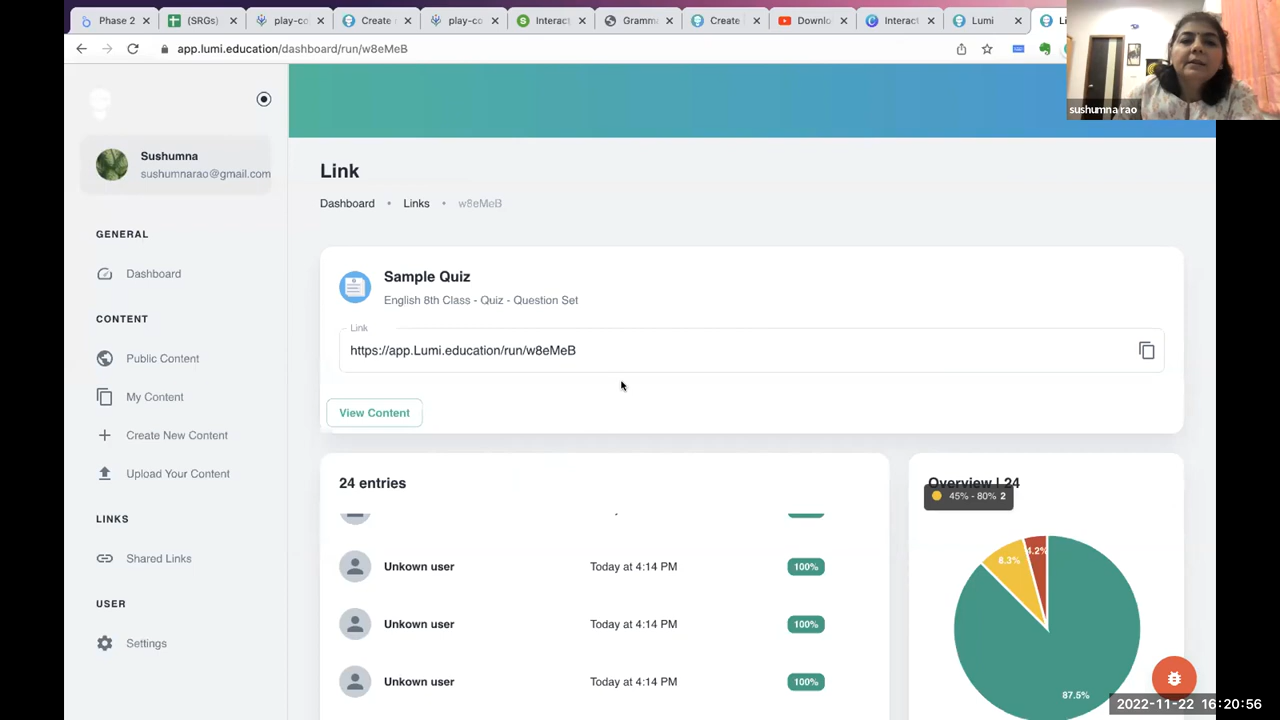 Phase 2
(SRGs)
play-co
Create
play-co
Interact
Gramma
Create
Downlo
Interact
Lumi
Li
app.lumi.education/dashboard/run/w8eMeB
sushumna rao
Sushumna
sushumnarao@gmail.com
GENERAL
Dashboard
CONTENT
Public Content
My Content
Create New Content
Upload Your Content
LINKS
Shared Links
USER
Settings
Link
Dashboard • Links • w8eMeB
Sample Quiz
English 8th Class - Quiz - Question Set
Link
https://app.Lumi.education/run/w8eMeB
View Content
24 entries
Unkown user Today at 4:14 PM 100%
Unkown user Today at 4:14 PM 100%
Unkown user Today at 4:14 PM 100%
Overview | 24
45% - 80% 2
8.3%
4.2%
87.5%
2022-11-22 16:20:56